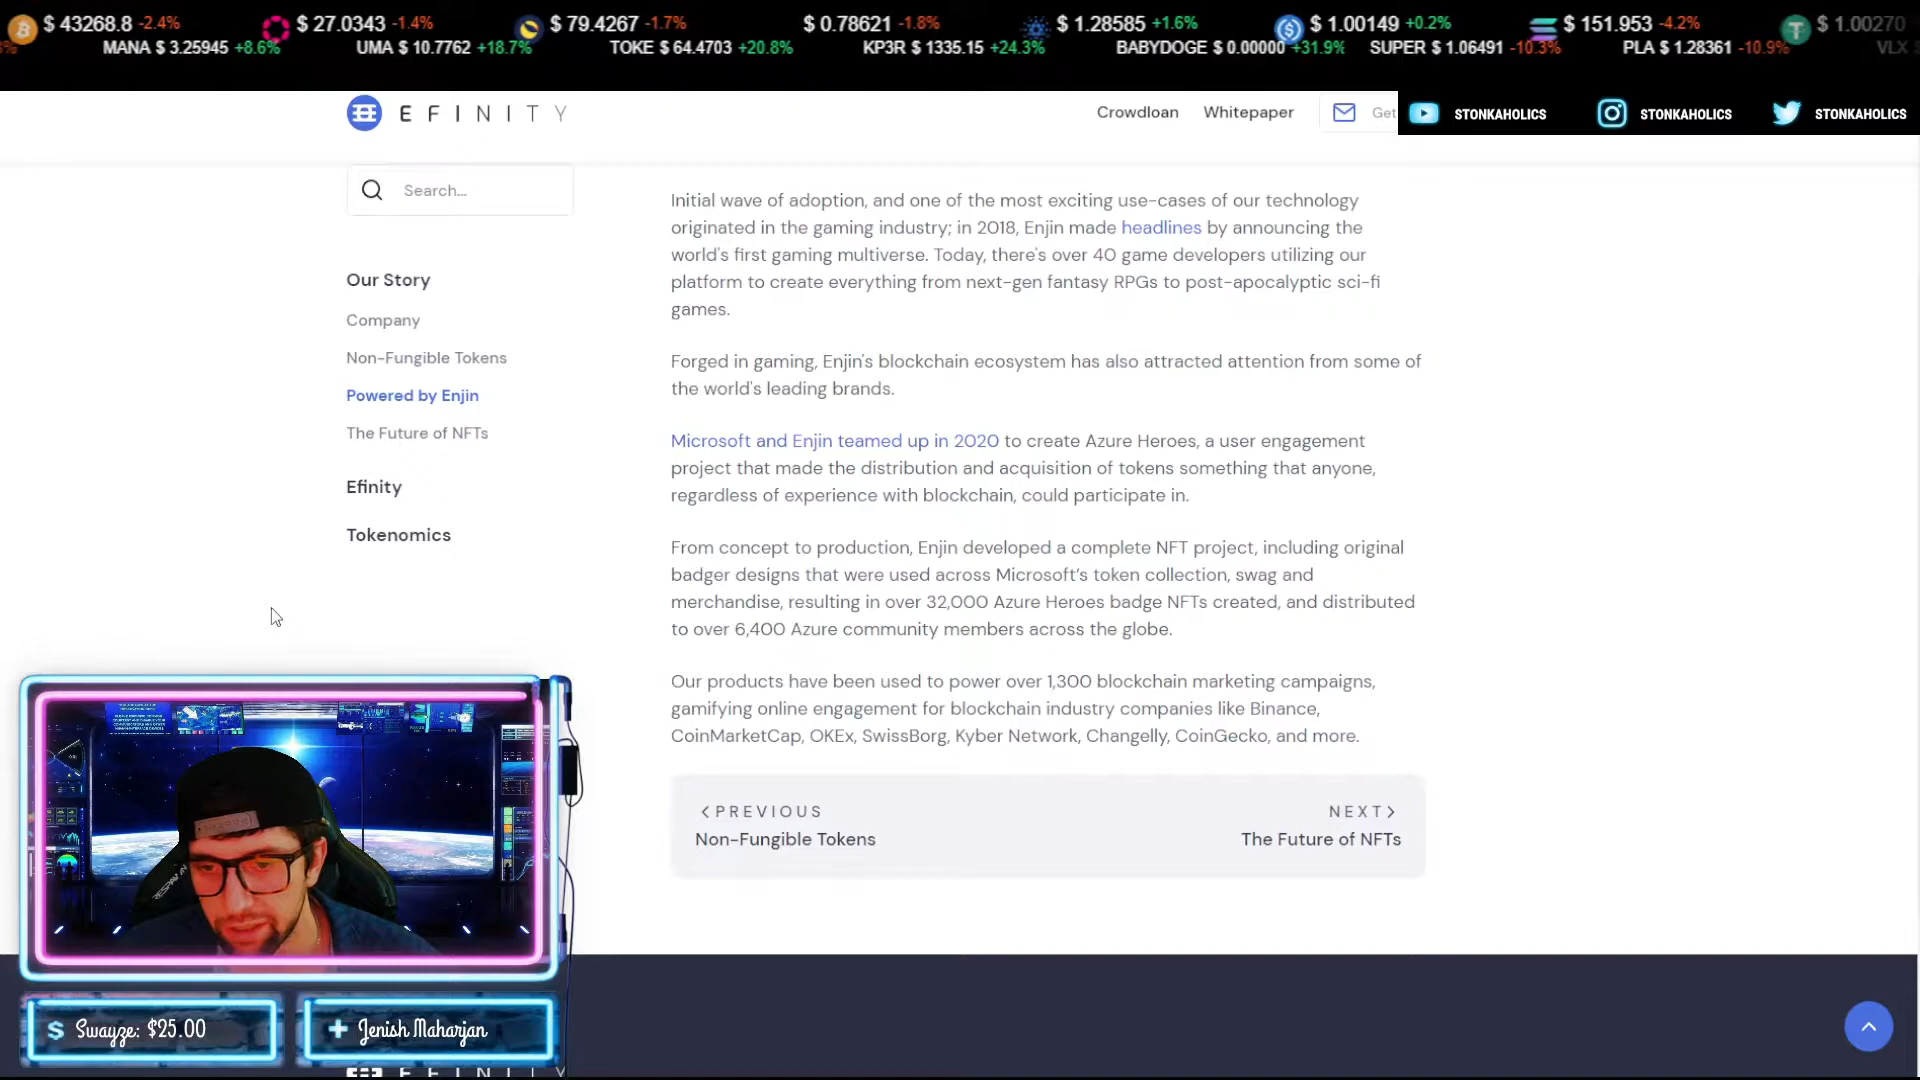 $ 43268.8 -2.4% $ 27.0343 -1.4% $ 79.4267 -1.7% $ 0.78621 -1.8% $ 1.28585 +1.6% $ 1.00149 +0.2% $ 151.953 -4.2% $ 1.00270
MANA $ 3.25945 +8.6% UMA $ 10.7762 +18.7% TOKE $ 64.4703 +20.8% KP3R $ 1335.15 +24.3% BABYDOGE $ 0.00000 +31.9% SUPER $ 1.06491 -10.3% PLA $ 1.28361 -10.9% VLX $
EFINITY
Crowdloan Whitepaper Get
STONKAHOLICS STONKAHOLICS STONKAHOLICS
Search...
Our Story
Company
Non-Fungible Tokens
Powered by Enjin
The Future of NFTs
Efinity
Tokenomics
Initial wave of adoption, and one of the most exciting use-cases of our technology
originated in the gaming industry; in 2018, Enjin made headlines by announcing the
world's first gaming multiverse. Today, there's over 40 game developers utilizing our
platform to create everything from next-gen fantasy RPGs to post-apocalyptic sci-fi
games.
Forged in gaming, Enjin's blockchain ecosystem has also attracted attention from some of
the world's leading brands.
Microsoft and Enjin teamed up in 2020 to create Azure Heroes, a user engagement
project that made the distribution and acquisition of tokens something that anyone,
regardless of experience with blockchain, could participate in.
From concept to production, Enjin developed a complete NFT project, including original
badger designs that were used across Microsoft’s token collection, swag and
merchandise, resulting in over 32,000 Azure Heroes badge NFTs created, and distributed
to over 6,400 Azure community members across the globe.
Our products have been used to power over 1,300 blockchain marketing campaigns,
gamifying online engagement for blockchain industry companies like Binance,
CoinMarketCap, OKEx, SwissBorg, Kyber Network, Changelly, CoinGecko, and more.
PREVIOUS
Non-Fungible Tokens
NEXT
The Future of NFTs
RESPAWN
$ Swayze: $25.00
Jenish Maharjan
EFINITY